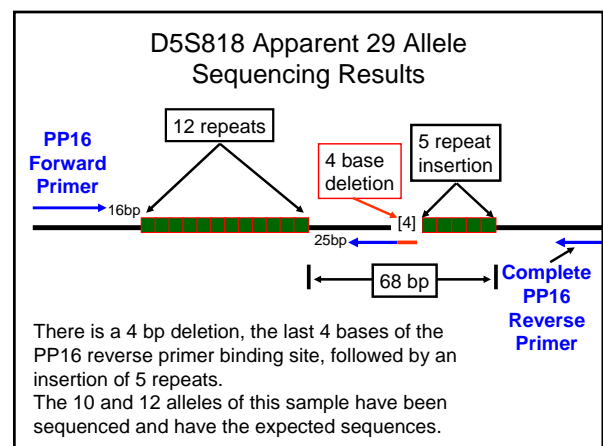 D5S818 Apparent 29 Allele
Sequencing Results
12 repeats
PP16
Forward
Primer
4 base
deletion
5 repeat
insertion
16bp
[4]
25bp
68 bp
Complete
PP16
Reverse
Primer
There is a 4 bp deletion, the last 4 bases of the
PP16 reverse primer binding site, followed by an
insertion of 5 repeats.
The 10 and 12 alleles of this sample have been
sequenced and have the expected sequences.